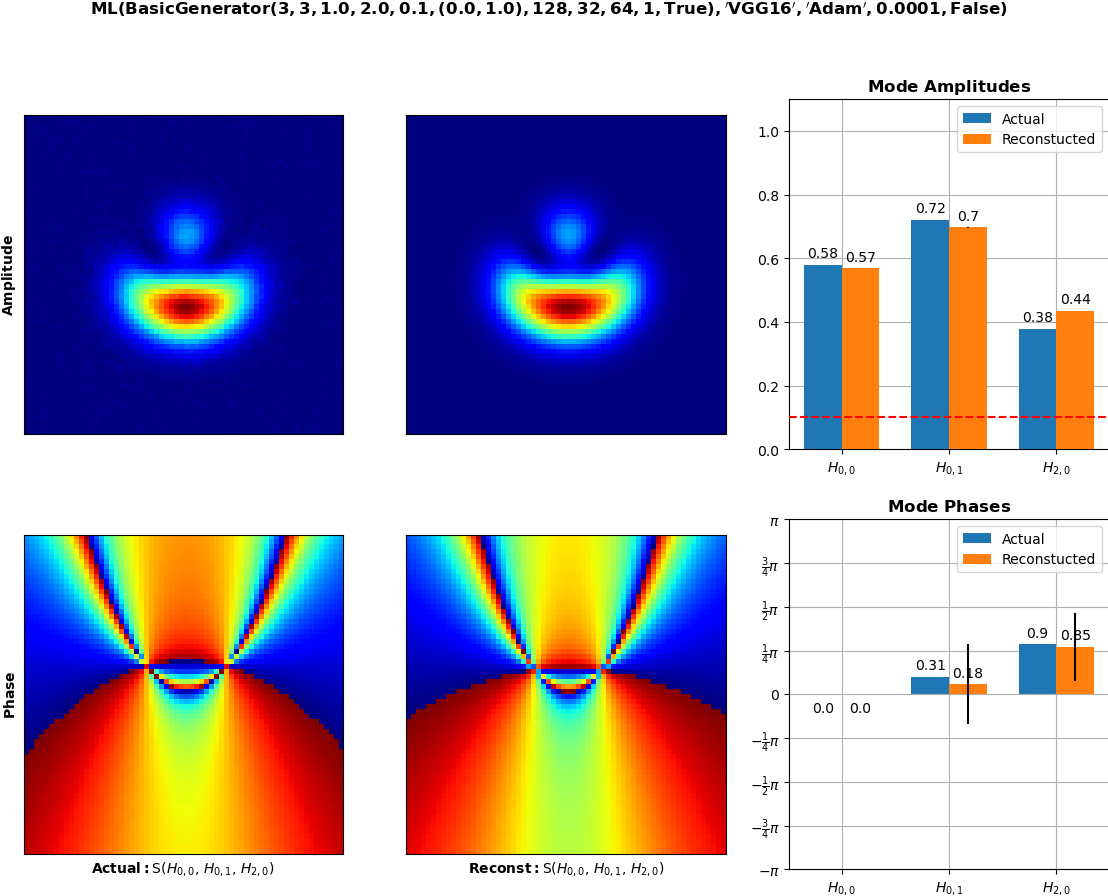 ML(BasicGenerator(3, 3, 1.0, 2.0, 0.1, (0.0, 1.0), 128, 32, 64, 1, True), ′VGG16′, ′Adam′, 0.0001, False)
Amplitude
Mode Amplitudes
Actual
Reconstucted
1.0
0.8
0.6
0.4
0.2
0.0
0.58
0.57
0.72
0.7
0.38
0.44
H0,0
H0,1
H2,0
Phase
Actual: S(H0,0, H0,1, H2,0)
Reconst: S(H0,0, H0,1, H2,0)
Mode Phases
Actual
Reconstucted
π
3/4π
1/2π
1/4π
0
−1/4π
−1/2π
−3/4π
−π
0.0
0.0
0.31
0.18
0.9
0.85
H0,0
H0,1
H2,0